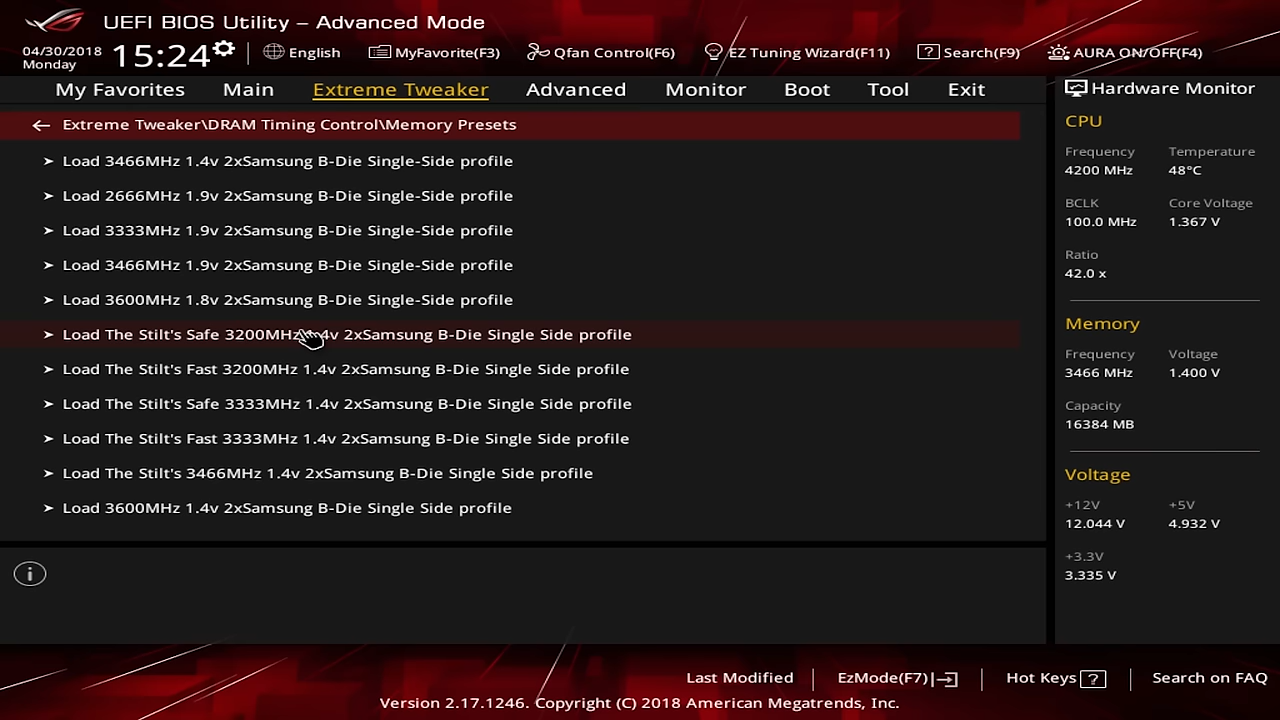 UEFI BIOS Utility – Advanced Mode
04/30/2018
Monday
15:24
English
MyFavorite(F3)
Qfan Control(F6)
EZ Tuning Wizard(F11)
? Search(F9)
AURA ON/OFF(F4)
My Favorites Main Extreme Tweaker Advanced Monitor Boot Tool Exit
← Extreme Tweaker\DRAM Timing Control\Memory Presets
➤ Load 3466MHz 1.4v 2xSamsung B-Die Single-Side profile
➤ Load 2666MHz 1.9v 2xSamsung B-Die Single-Side profile
➤ Load 3333MHz 1.9v 2xSamsung B-Die Single-Side profile
➤ Load 3466MHz 1.9v 2xSamsung B-Die Single-Side profile
➤ Load 3600MHz 1.8v 2xSamsung B-Die Single-Side profile
➤ Load The Stilt's Safe 3200MHz 4v 2xSamsung B-Die Single Side profile
➤ Load The Stilt's Fast 3200MHz 1.4v 2xSamsung B-Die Single Side profile
➤ Load The Stilt's Safe 3333MHz 1.4v 2xSamsung B-Die Single Side profile
➤ Load The Stilt's Fast 3333MHz 1.4v 2xSamsung B-Die Single Side profile
➤ Load The Stilt's 3466MHz 1.4v 2xSamsung B-Die Single Side profile
➤ Load 3600MHz 1.4v 2xSamsung B-Die Single Side profile
i
Hardware Monitor
CPU
Frequency Temperature
4200 MHz 48°C
BCLK Core Voltage
100.0 MHz 1.367 V
Ratio
42.0 x
Memory
Frequency Voltage
3466 MHz 1.400 V
Capacity
16384 MB
Voltage
+12V +5V
12.044 V 4.932 V
+3.3V
3.335 V
Last Modified
EzMode(F7)
Hot Keys ?
Search on FAQ
Version 2.17.1246. Copyright (C) 2018 American Megatrends, Inc.